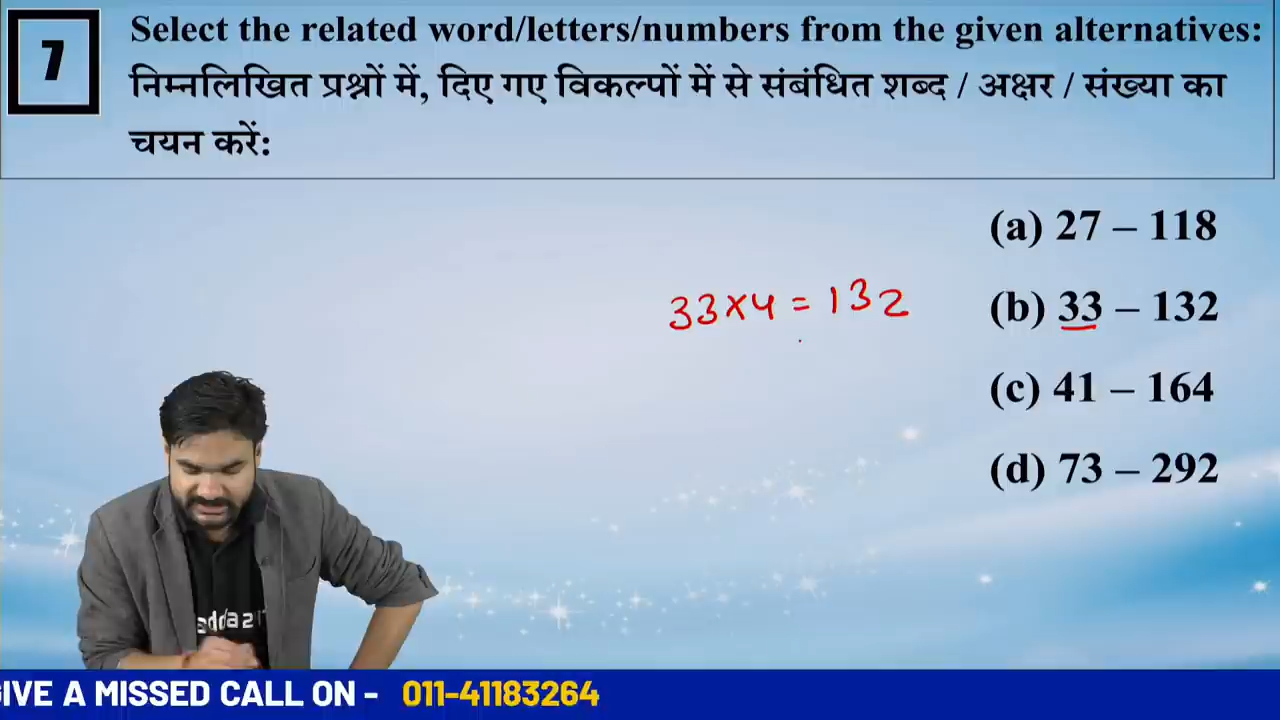 7
Select the related word/letters/numbers from the given alternatives:
निम्नलिखित प्रश्नों में, दिए गए विकल्पों में से संबंधित शब्द / अक्षर / संख्या का
चयन करें:
(a) 27 – 118
33×4 = 132
(b) 33 – 132
(c) 41 – 164
(d) 73 – 292
GIVE A MISSED CALL ON - 011-41183264